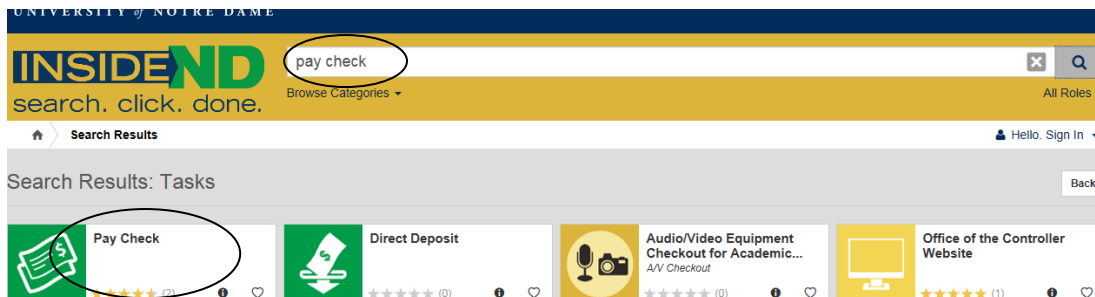 UNIVERSITY of NOTRE DAME
INSIDEND
search. click. done.
pay check
Browse Categories
All Roles
Search Results
Hello. Sign In
Search Results: Tasks
Back
Pay Check
(2)
Direct Deposit
(0)
Audio/Video Equipment
Checkout for Academic...
A/V Checkout
(0)
Office of the Controller
Website
(1)